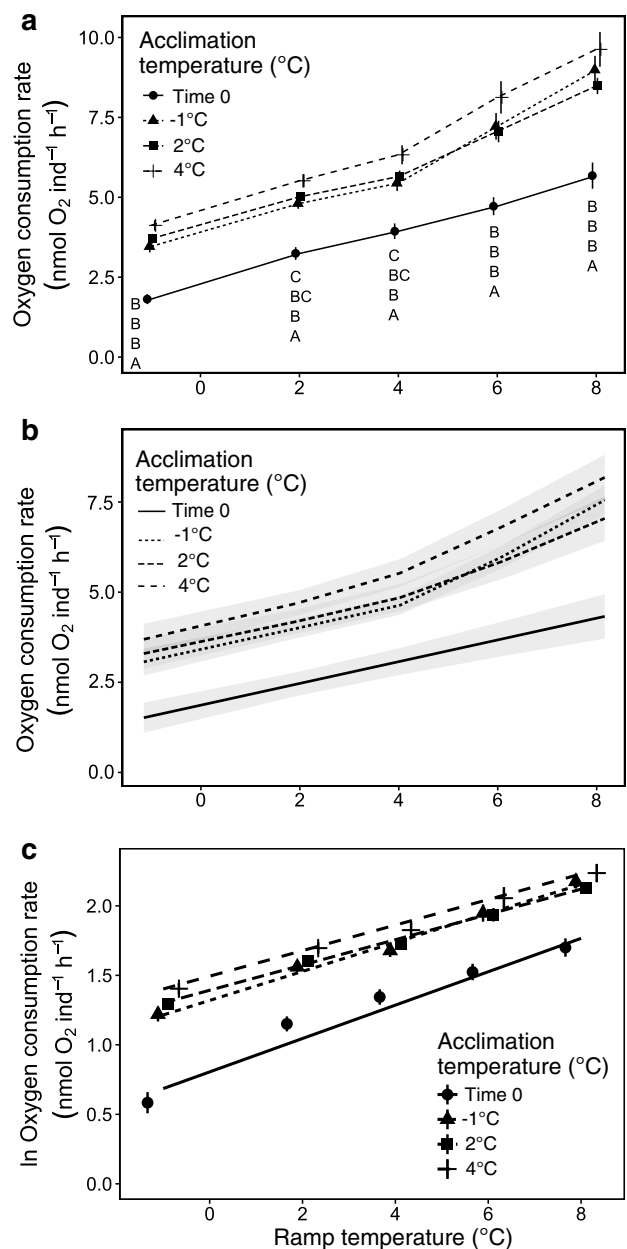 a
Oxygen consumption rate
(nmol O₂ ind⁻¹ h⁻¹)
10.0
7.5
5.0
2.5
0.0
Acclimation
temperature (°C)
Time 0
-1°C
2°C
4°C
B
B
B
A
C
BC
B
A
C
BC
B
A
B
B
B
A
B
B
B
A
0 2 4 6 8
b
Oxygen consumption rate
(nmol O₂ ind⁻¹ h⁻¹)
7.5
5.0
2.5
0.0
Acclimation
temperature (°C)
Time 0
-1°C
2°C
4°C
0 2 4 6 8
c
ln Oxygen consumption rate
(nmol O₂ ind⁻¹ h⁻¹)
2.0
1.5
1.0
0.5
0.0
Acclimation
temperature (°C)
Time 0
-1°C
2°C
4°C
0 2 4 6 8
Ramp temperature (°C)